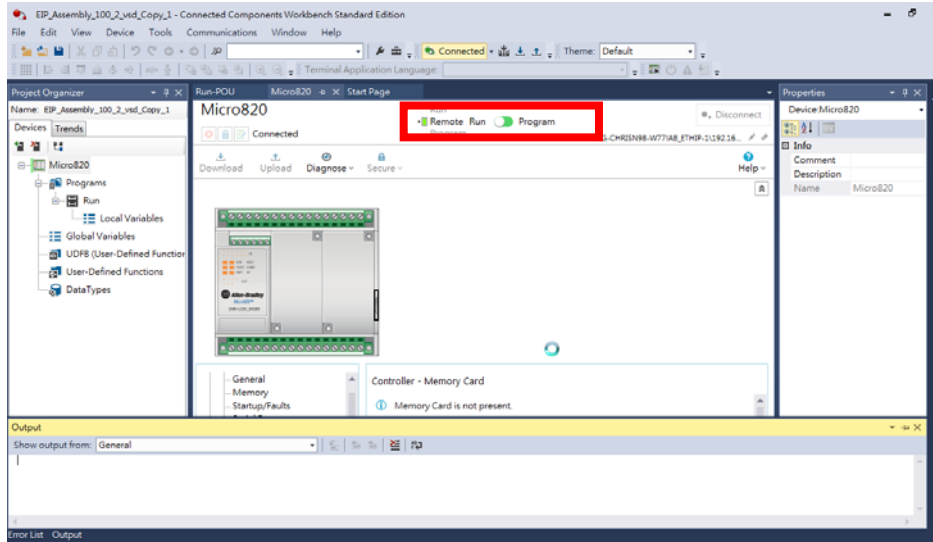 EIP_Assembly_100_2_vsd_Copy_1 - Connected Components Workbench Standard Edition
File Edit View Device Tools Communications Window Help
Connected Theme: Default
Terminal Application Language:
Project Organizer
Name: EIP_Assembly_100_2_vsd_Copy_1
Devices Trends
Micro820
Programs
Run
Local Variables
Global Variables
UDFB (User-Defined Function
User-Defined Functions
DataTypes
Run-POU Micro820 Start Page
Micro820
Connected
Remote Run Program
Disconnect
Download Upload Diagnose Secure
Help
Allen-Bradley
General
Memory
Startup/Faults
Controller - Memory Card
Memory Card is not present.
Properties
Device:Micro820
Info
Comment
Description
Name Micro820
Output
Show output from: General
Error List Output